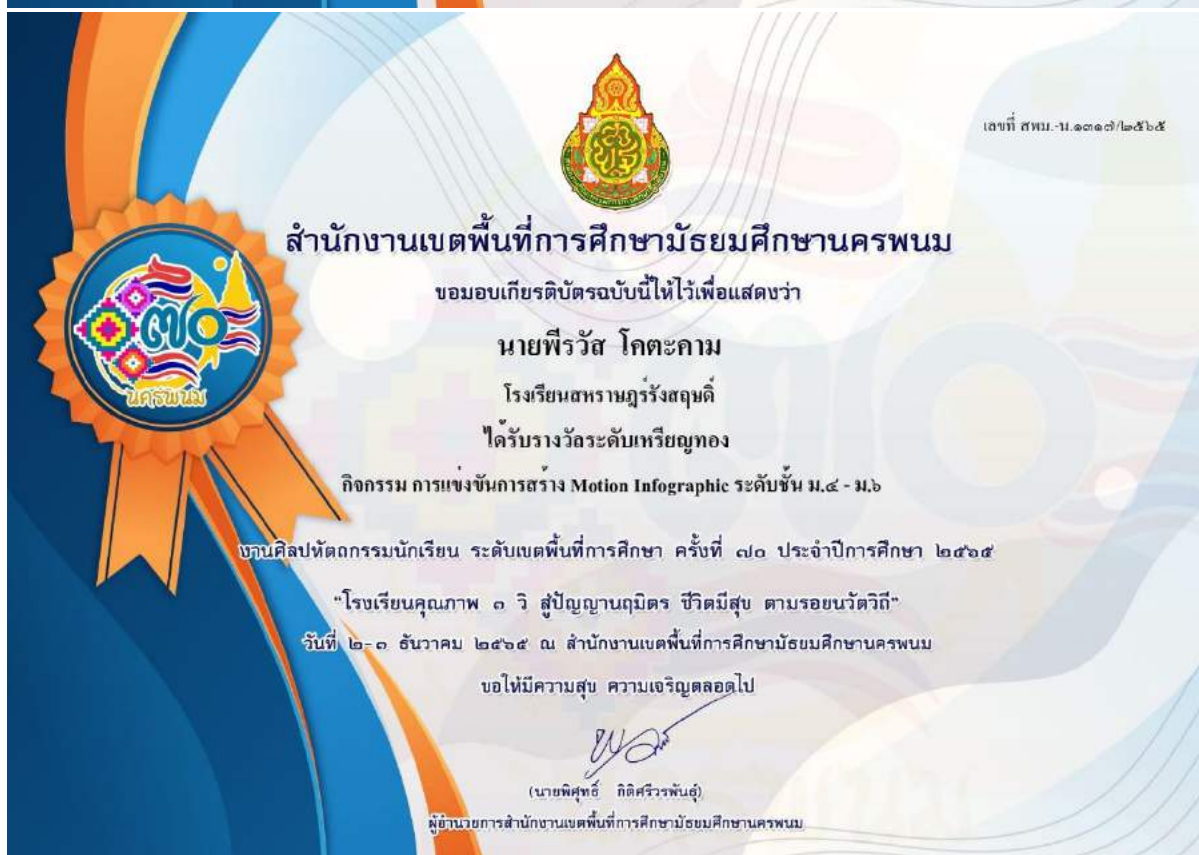 เลขที่ สพม.-น.๑๓๑๗/๒๕๖๕
สำนักงานเขตพื้นที่การศึกษามัธยมศึกษานครพนม
ขอมอบเกียรติบัตรฉบับนี้ให้ไว้เพื่อแสดงว่า
นายพีรวัส โคตะคาม
โรงเรียนสหราษฎร์รังสฤษดิ์
ได้รับรางวัลระดับเหรียญทอง
กิจกรรม การแข่งขันการสร้าง Motion Infographic ระดับชั้น ม.๔ - ม.๖
๗๐
นครพนม
งานศิลปหัตถกรรมนักเรียน ระดับเขตพื้นที่การศึกษา ครั้งที่ ๗๐ ประจำปีการศึกษา ๒๕๖๕
"โรงเรียนคุณภาพ ๓ วิ สู่ปัญญานฤมิตร ชีวิตมีสุข ตามรอยนวัตวิถี"
วันที่ ๒-๓ ธันวาคม ๒๕๖๕ ณ สำนักงานเขตพื้นที่การศึกษามัธยมศึกษานครพนม
ขอให้มีความสุข ความเจริญตลอดไป
(นายพิศุทธิ์ กิติศรีวรพันธุ์)
ผู้อำนวยการสำนักงานเขตพื้นที่การศึกษามัธยมศึกษานครพนม